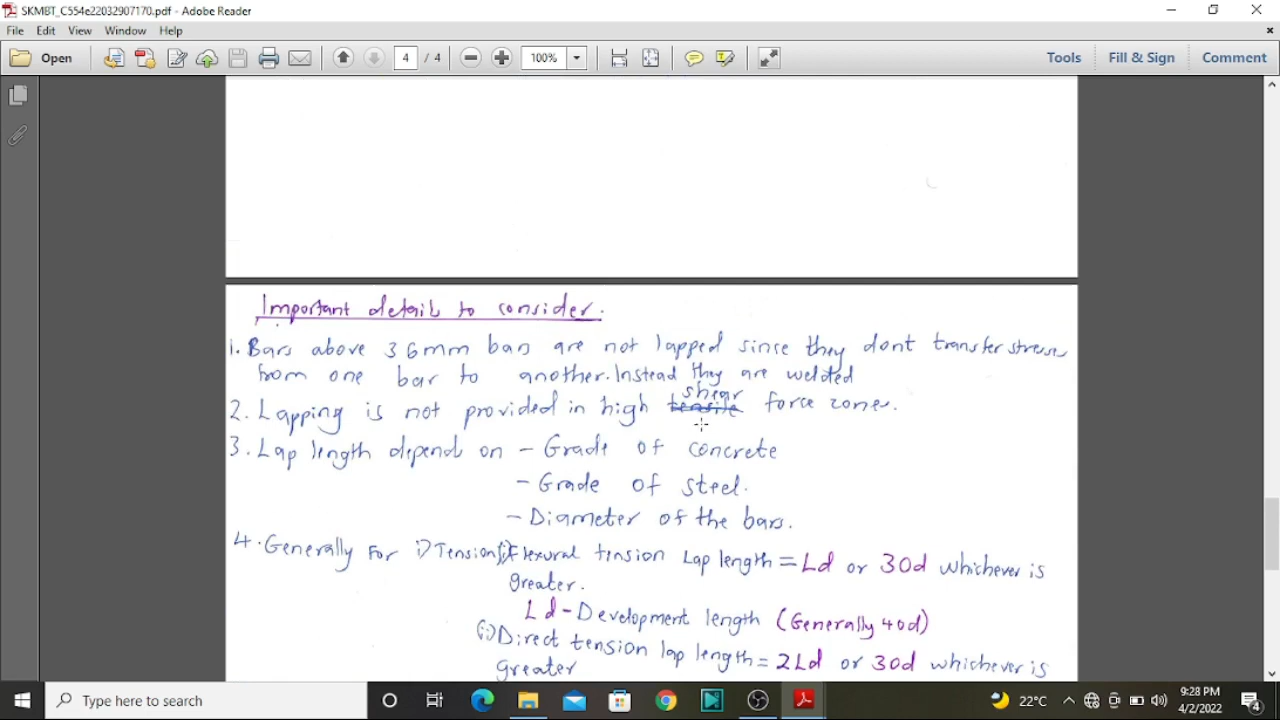 SKMBT_C554e22032907170.pdf - Adobe Reader
File Edit View Window Help
Open 4 / 4 100% Tools Fill & Sign Comment
Important details to consider.
1. Bars above 36mm bars are not lapped since they dont transfer stresses
from one bar to another. Instead they are welded
shear
2. Lapping is not provided in high tensile force zones.
3. Lap length depend on - Grade of concrete
- Grade of steel.
- Diameter of the bars.
4. Generally For i) Tension i) Flexural tension Lap length = Ld or 30d whichever is
greater.
Ld - Development length (Generally 40d)
(ii) Direct tension lap length = 2Ld or 30d whichever is
greater
Type here to search
22°C
9:28 PM
4/2/2022
4